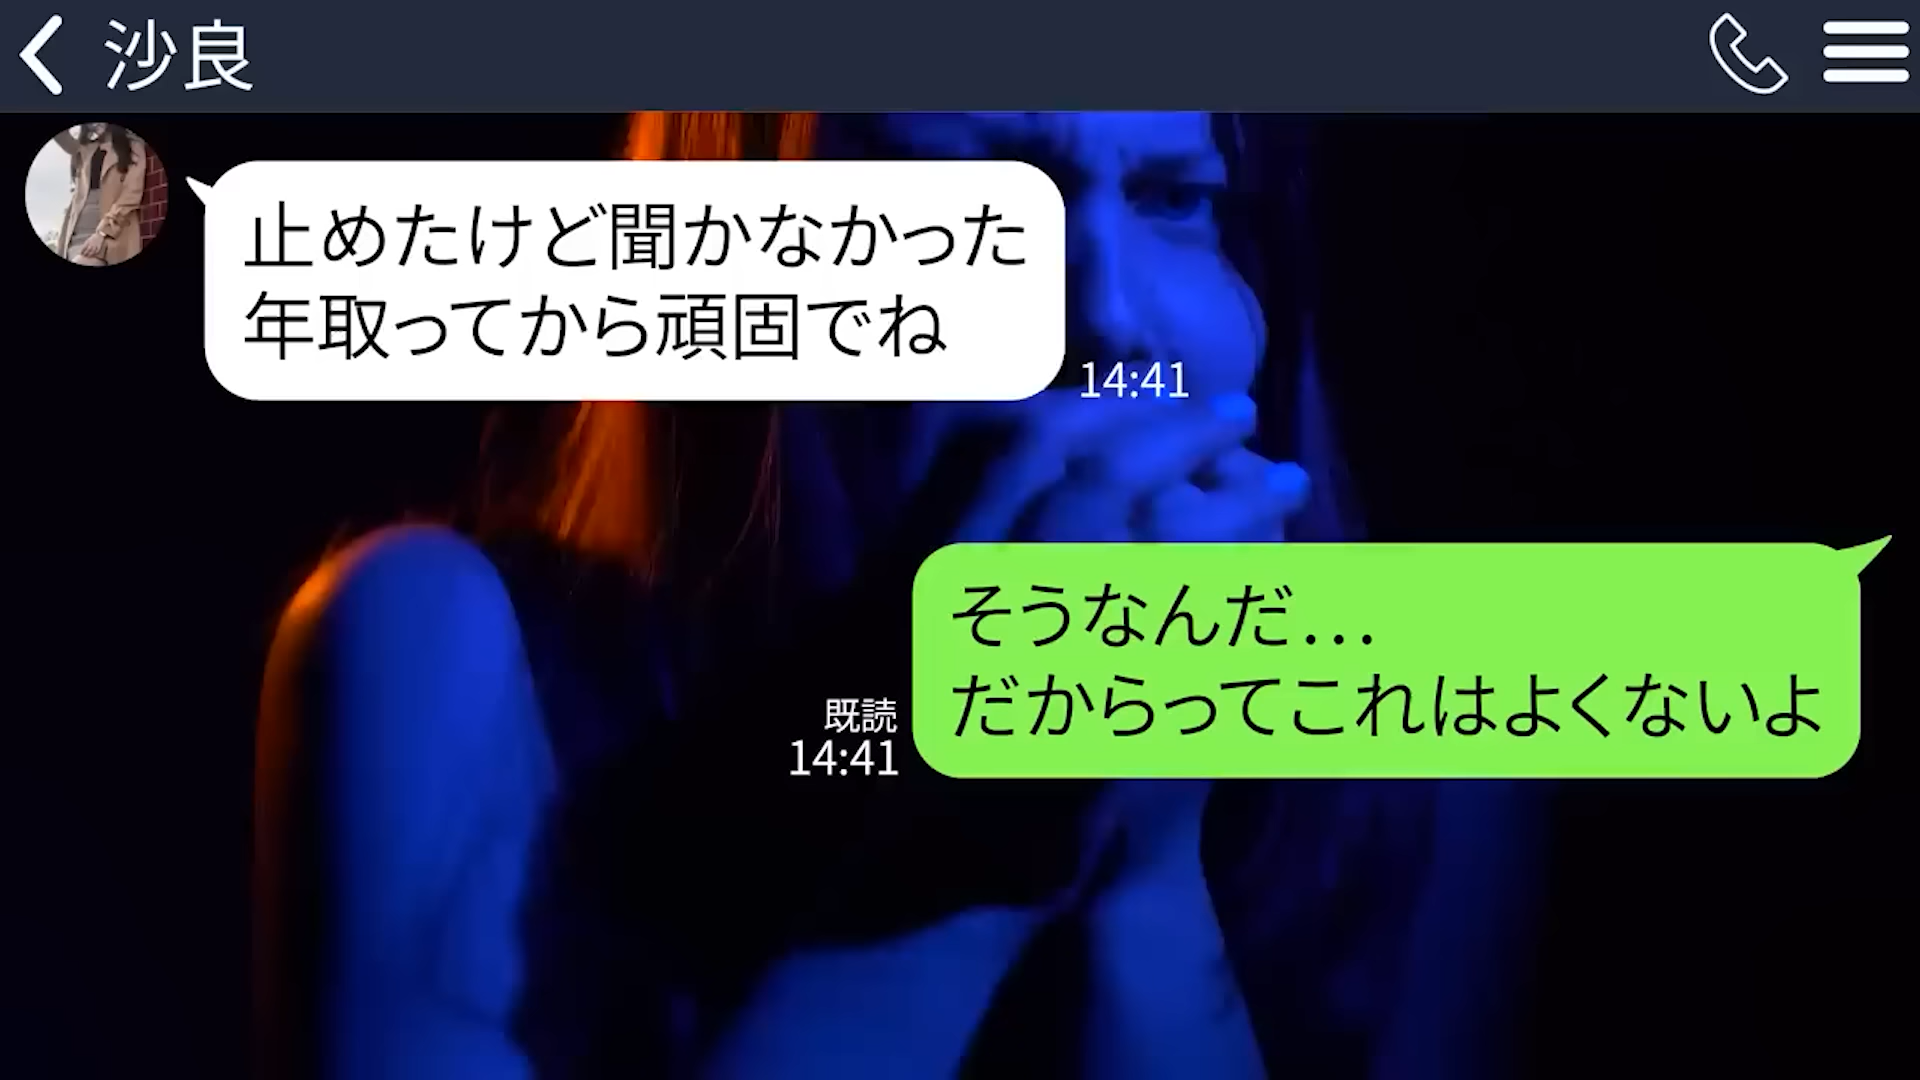 沙良
止めたけど聞かなかった
年取ってから頑固でね
14:41
そうなんだ…
だからってこれはよくないよ
既読
14:41